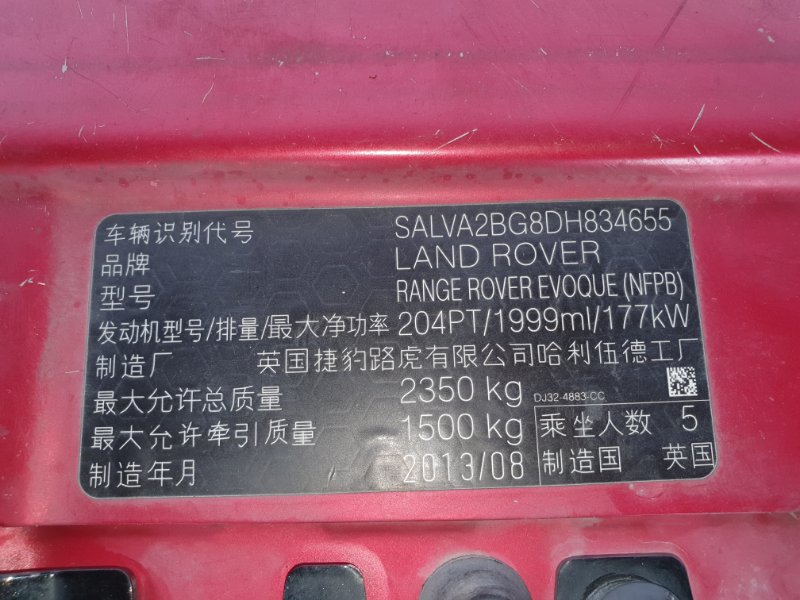 车辆识别代号 SALVA2BG8DH834655
品牌 LAND ROVER
型号 RANGE ROVER EVOQUE (NFPB)
发动机型号/排量/最大净功率 204PT/1999ml/177kW
制造厂 英国捷豹路虎有限公司哈利伍德工厂
最大允许总质量 2350 kg DJ32-4883-CC
最大允许牵引质量 1500 kg 乘坐人数 5
制造年月 2013/08 制造国 英国